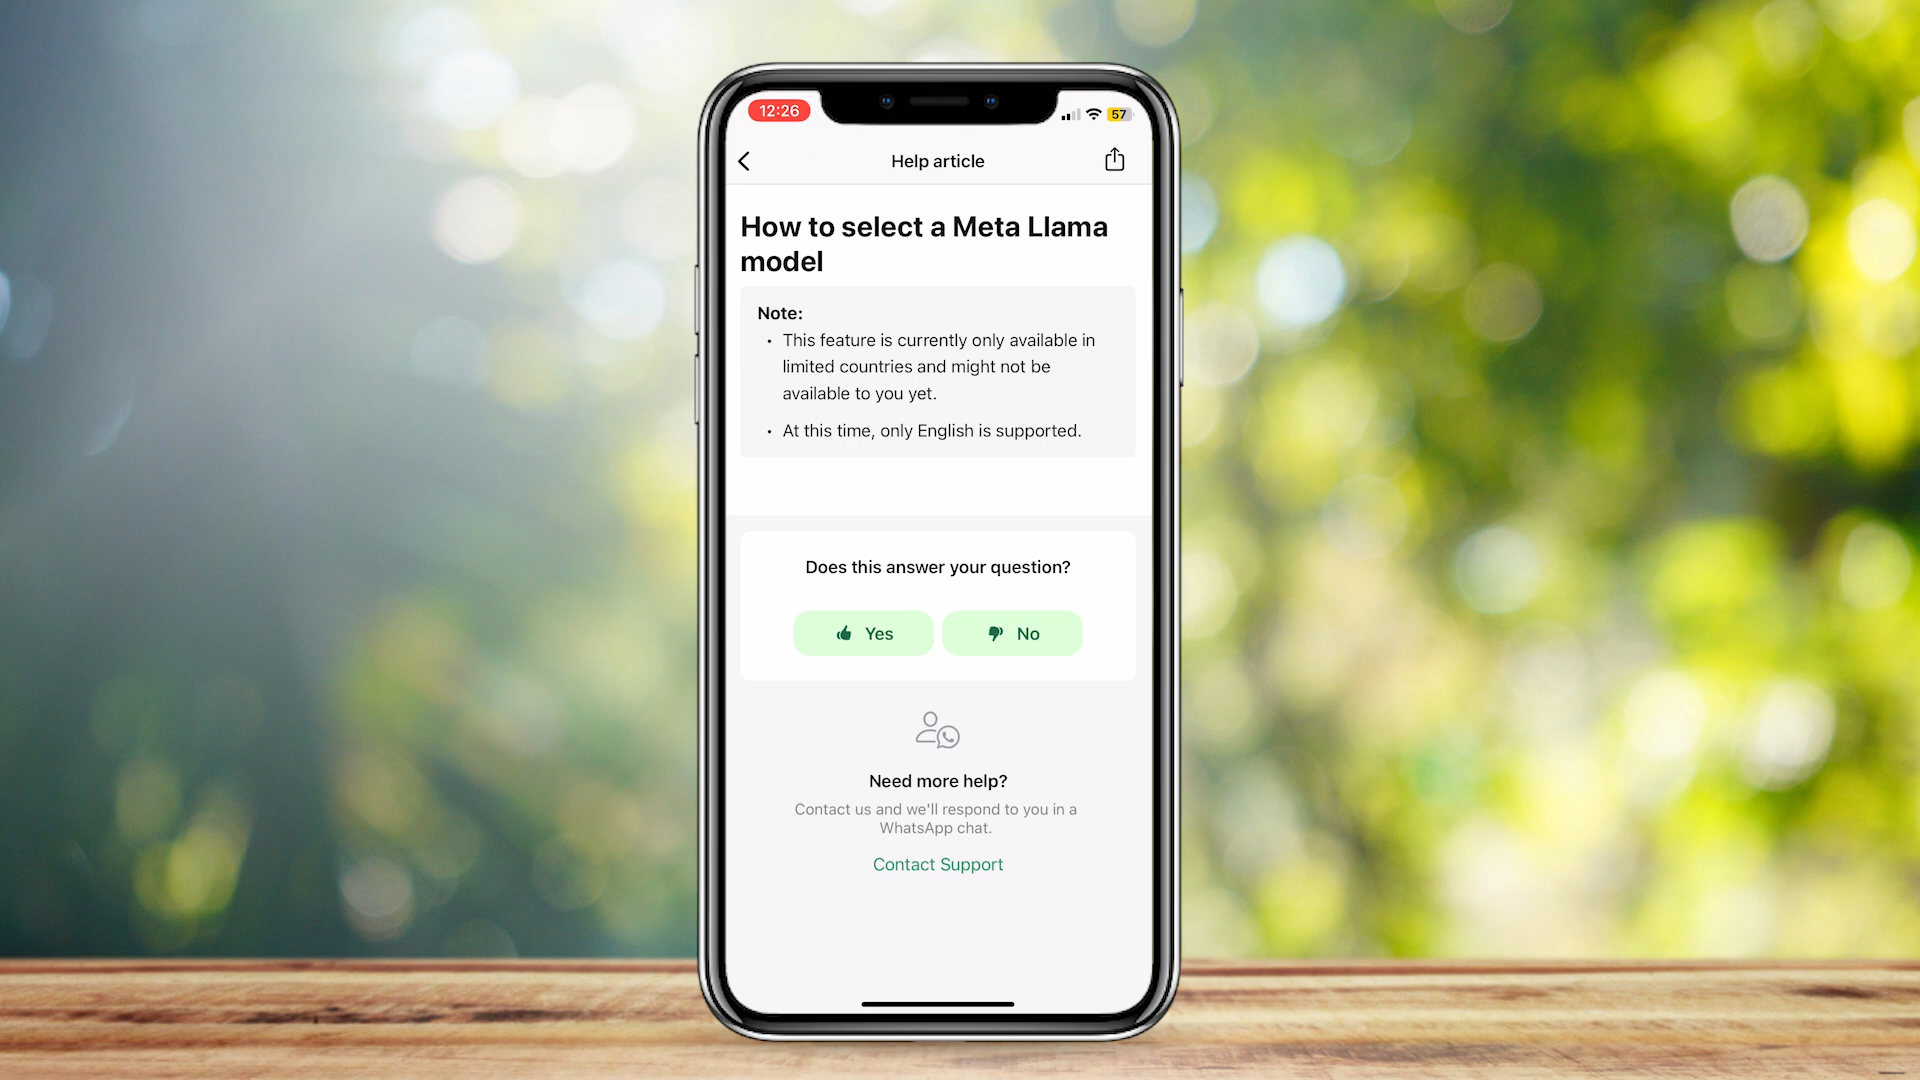 12:26
57
Help article
How to select a Meta Llama
model
Note:
• This feature is currently only available in
limited countries and might not be
available to you yet.
• At this time, only English is supported.
Does this answer your question?
Yes
No
Need more help?
Contact us and we'll respond to you in a
WhatsApp chat.
Contact Support